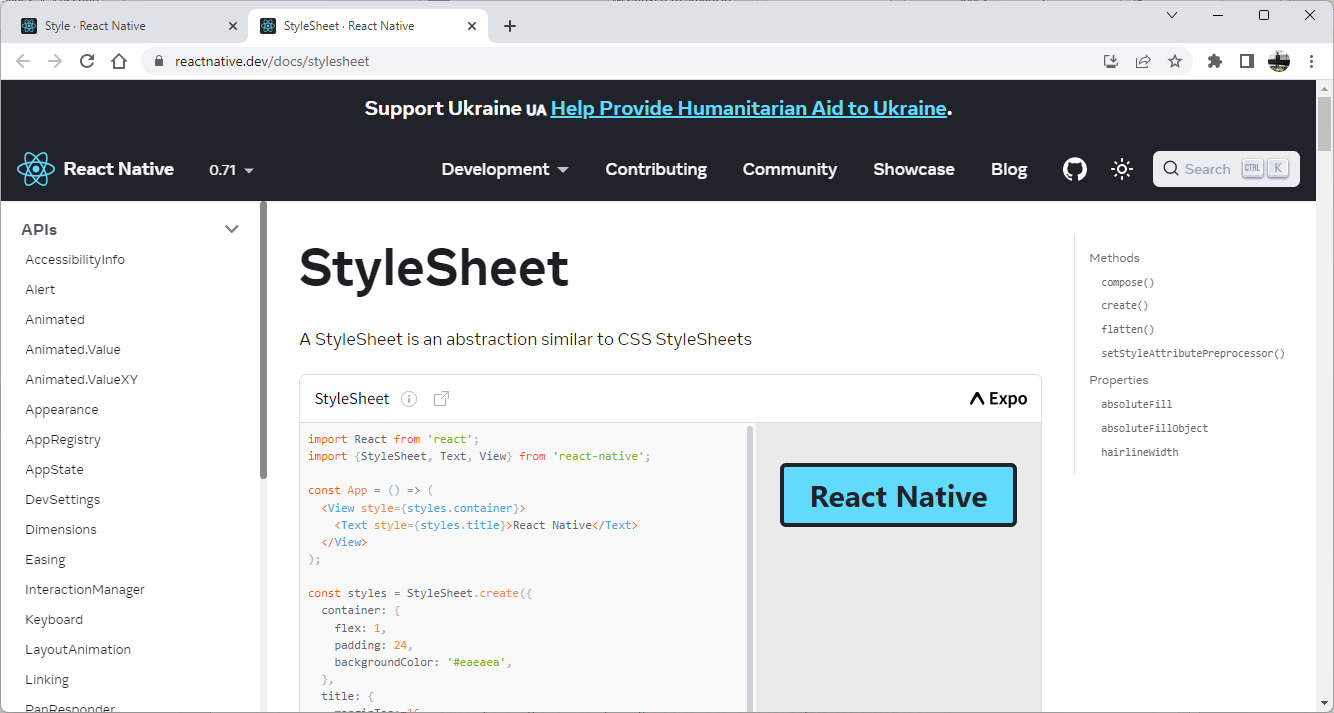 Style · React Native
StyleSheet · React Native
reactnative.dev/docs/stylesheet
Support Ukraine UA Help Provide Humanitarian Aid to Ukraine.
React Native
0.71
Development
Contributing
Community
Showcase
Blog
Search
CTRL
K
APIs
AccessibilityInfo
Alert
Animated
Animated.Value
Animated.ValueXY
Appearance
AppRegistry
AppState
DevSettings
Dimensions
Easing
InteractionManager
Keyboard
LayoutAnimation
Linking
PanResponder
StyleSheet
A StyleSheet is an abstraction similar to CSS StyleSheets
StyleSheet
Expo
import React from 'react';
import {StyleSheet, Text, View} from 'react-native';
const App = () => (
<View style={styles.container}>
<Text style={styles.title}>React Native</Text>
</View>
);
const styles = StyleSheet.create({
container: {
flex: 1,
padding: 24,
backgroundColor: '#eaeaea',
},
title: {
marginTop: 16,
React Native
Methods
compose()
create()
flatten()
setStyleAttributePreprocessor()
Properties
absoluteFill
absoluteFillObject
hairlineWidth